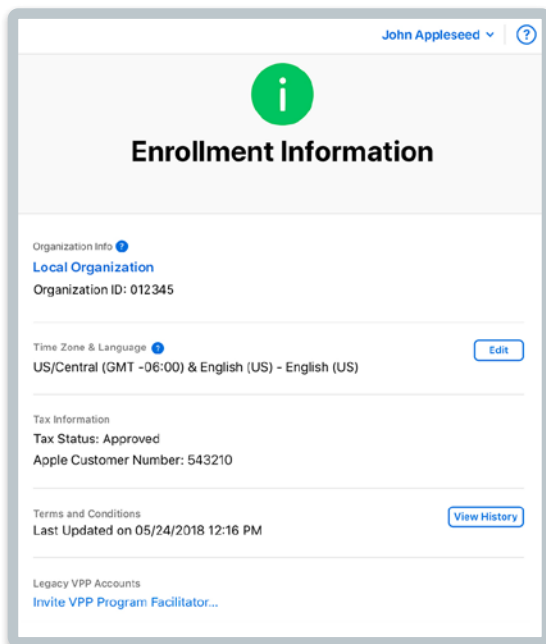 John Appleseed
?
i
Enrollment Information
Organization Info ?
Local Organization
Organization ID: 012345
Time Zone & Language ?
Edit
US/Central (GMT -06:00) & English (US) - English (US)
Tax Information
Tax Status: Approved
Apple Customer Number: 543210
Terms and Conditions
View History
Last Updated on 05/24/2018 12:16 PM
Legacy VPP Accounts
Invite VPP Program Facilitator...